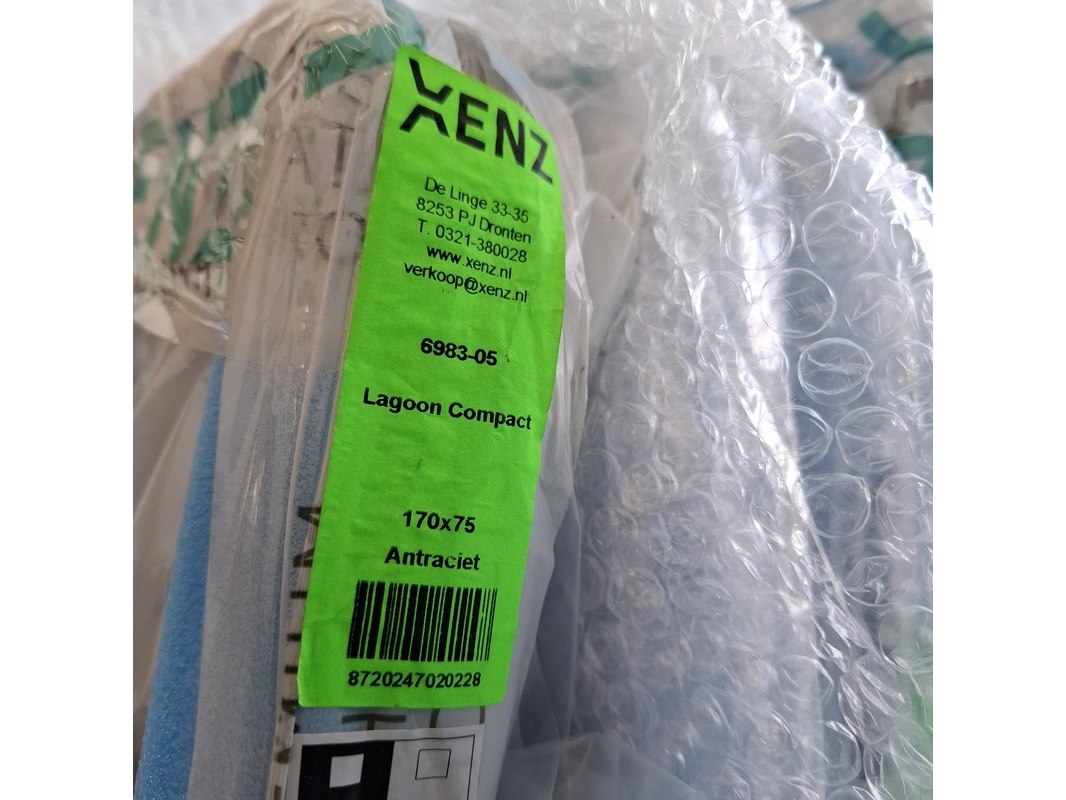 XENZ
De Linge 33-35
8253 PJ Dronten
T. 0321-380028
www.xenz.nl
verkoop@xenz.nl
6983-05
Lagoon Compact
170x75
Antraciet
8720247020228